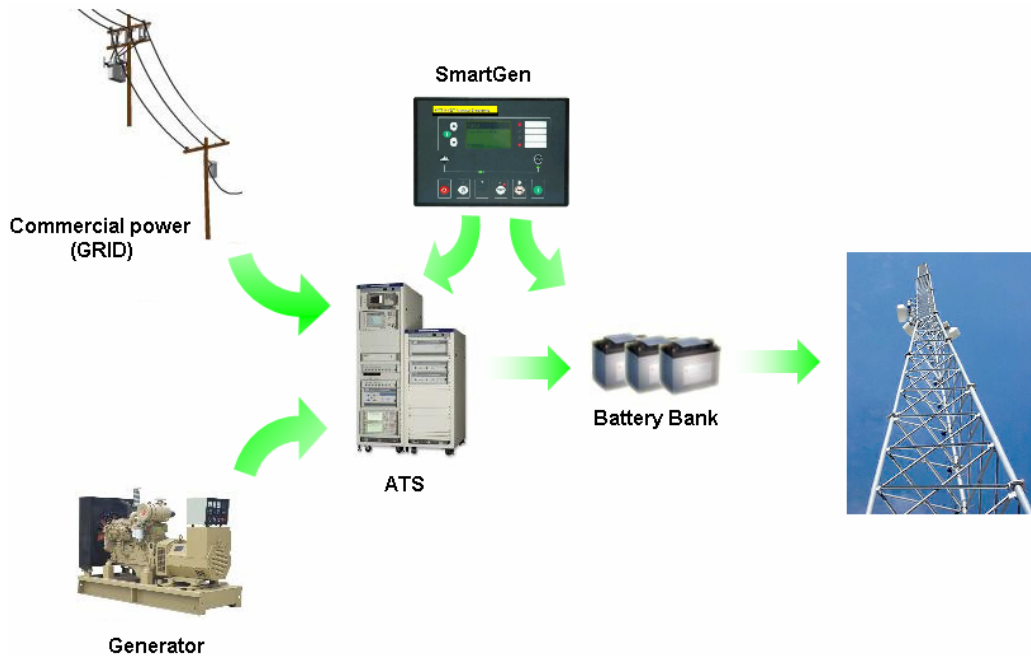 SmartGen
Commercial power
(GRID)
Battery Bank
ATS
Generator